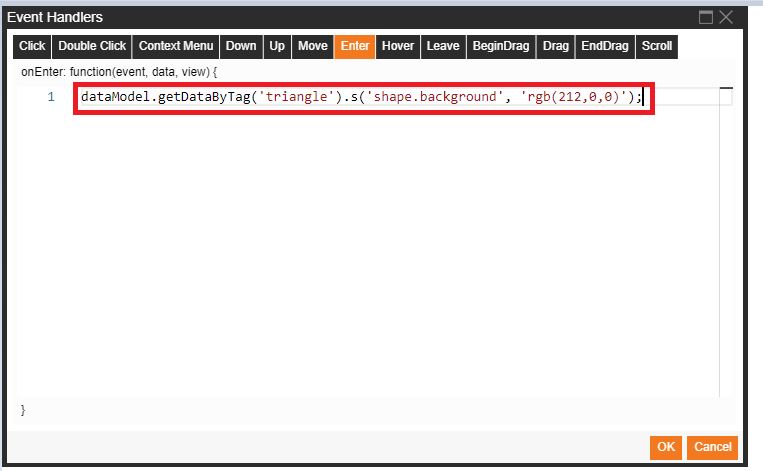 Event Handlers
Click Double Click Context Menu Down Up Move Enter Hover Leave BeginDrag Drag EndDrag Scroll
onEnter: function(event, data, view) {
1 dataModel.getDataByTag('triangle').s('shape.background', 'rgb(212,0,0)');
}
OK Cancel